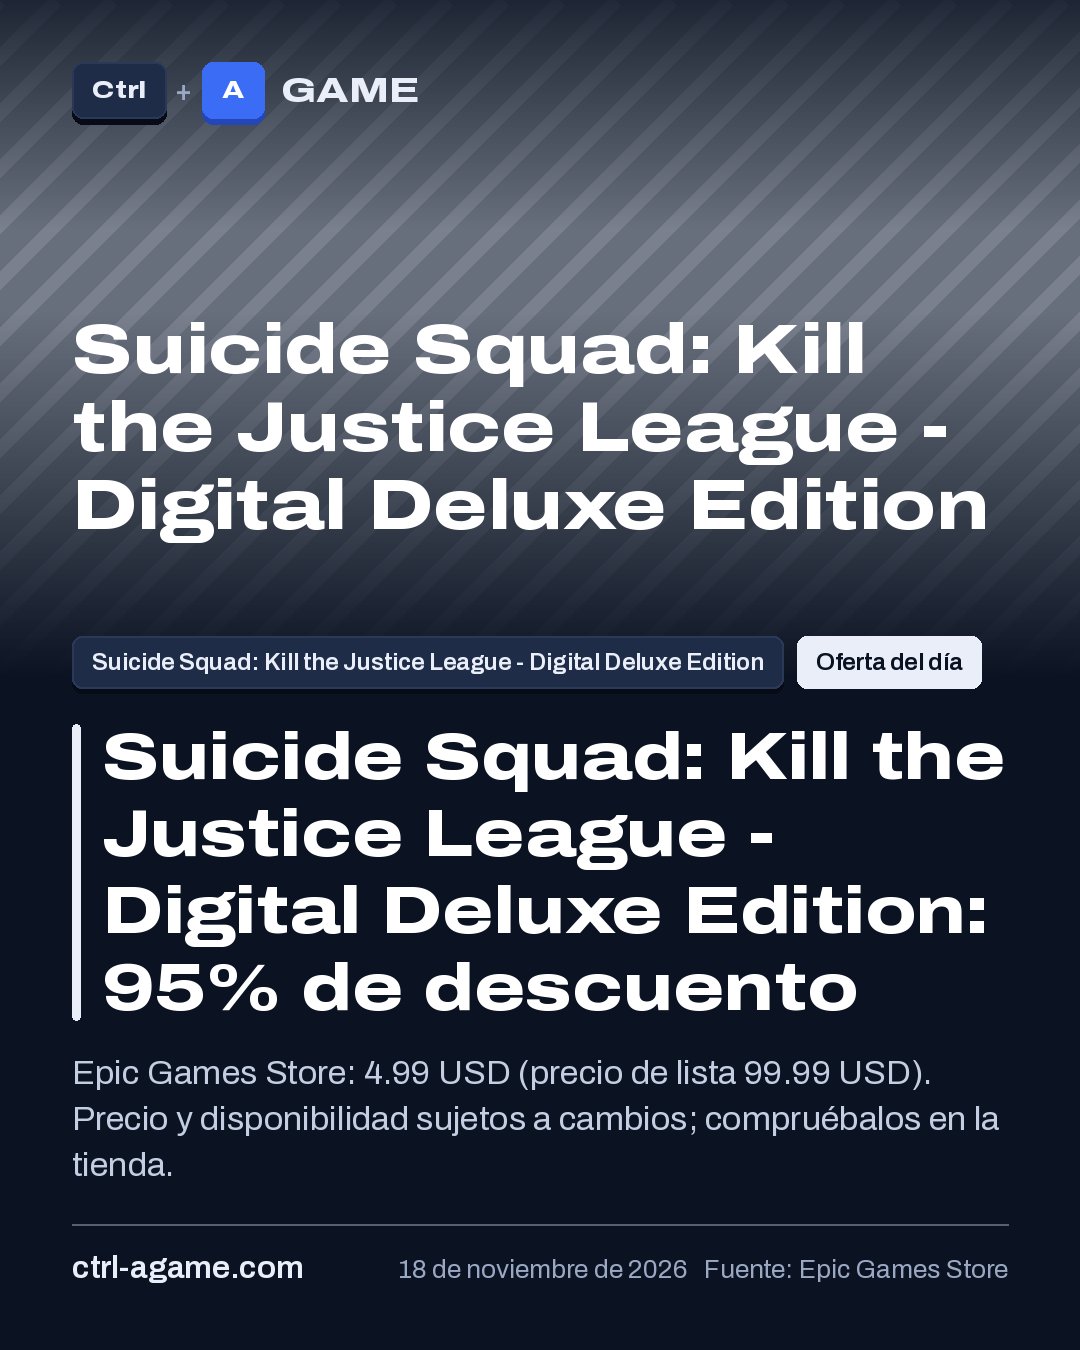 Ctrl + A GAME
Suicide Squad: Kill
the Justice League -
Digital Deluxe Edition
Suicide Squad: Kill the Justice League - Digital Deluxe Edition
Oferta del día
Suicide Squad: Kill the
Justice League -
Digital Deluxe Edition:
95% de descuento
Epic Games Store: 4.99 USD (precio de lista 99.99 USD).
Precio y disponibilidad sujetos a cambios; compruébalos en la
tienda.
ctrl-agame.com
18 de noviembre de 2026 Fuente: Epic Games Store